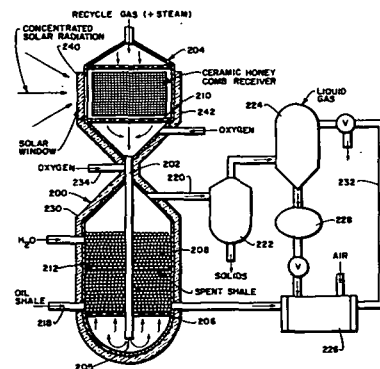 RECYCLE GAS (+ STEAM)
CONCENTRATED
SOLAR RADIATION
240
204
CERAMIC HONEY
COMB RECEIVER
210
242
LIQUID
GAS
224
V
SOLAR
WINDOW
OXYGEN
OXYGEN
202
234
220
232
200
230
222
228
H2O
208
SOLIDS
AIR
212
V
OIL
SHALE
SPENT SHALE
218
206
226
205